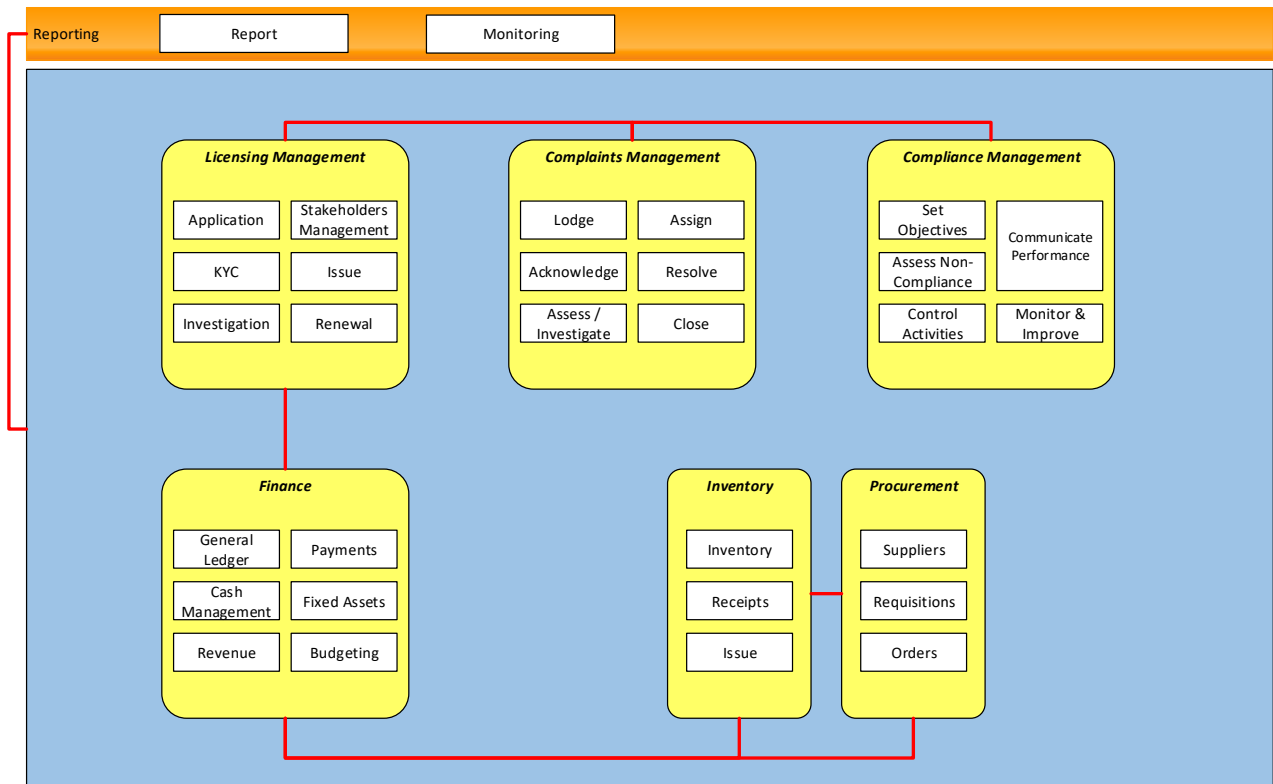 Reporting
Report
Monitoring
Licensing Management
Application
Stakeholders
Management
KYC
Issue
Investigation
Renewal
Complaints Management
Lodge
Assign
Acknowledge
Resolve
Assess /
Investigate
Close
Compliance Management
Set
Objectives
Communicate
Performance
Assess Non-
Compliance
Control
Activities
Monitor &
Improve
Finance
General
Ledger
Payments
Cash
Management
Fixed Assets
Revenue
Budgeting
Inventory
Inventory
Receipts
Issue
Procurement
Suppliers
Requisitions
Orders